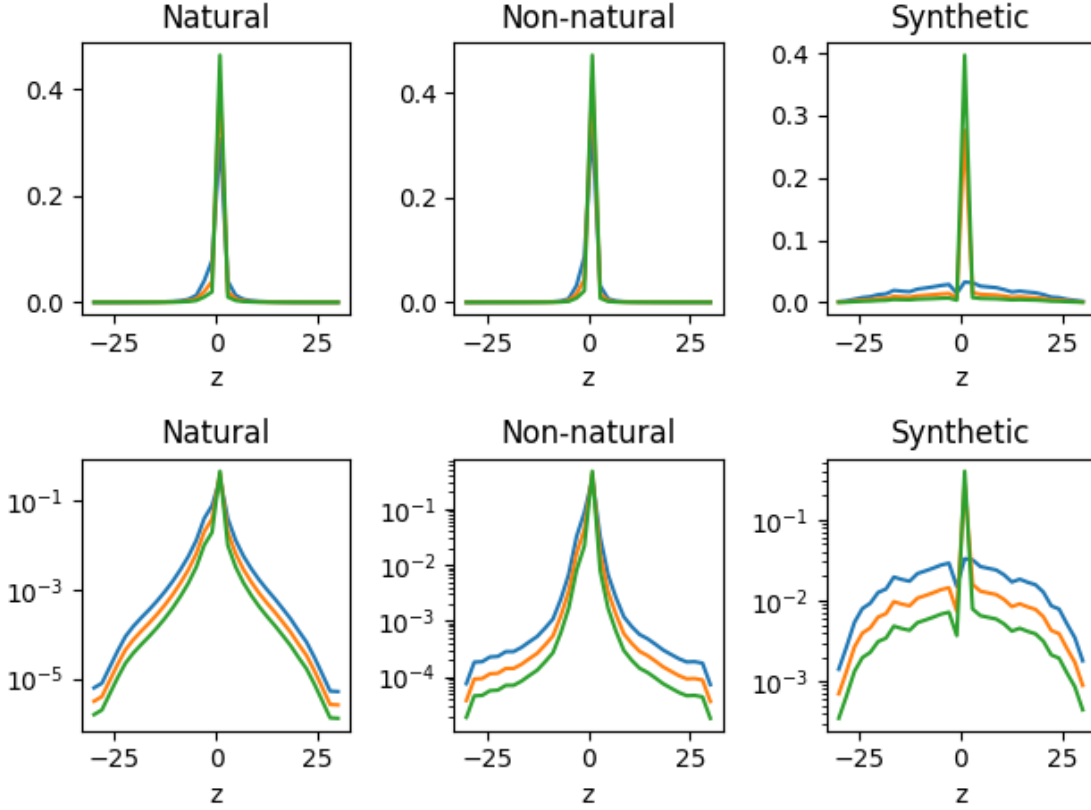 Natural Non-natural Synthetic
0.4 0.4 0.4
0.3
0.2 0.2 0.2
0.1
0.0 0.0 0.0
−25 0 25 −25 0 25 −25 0 25
z z z
Natural Non-natural Synthetic
10⁻¹ 10⁻¹ 10⁻¹
10⁻²
10⁻³ 10⁻³ 10⁻²
10⁻⁵ 10⁻⁴ 10⁻³
−25 0 25 −25 0 25 −25 0 25
z z z